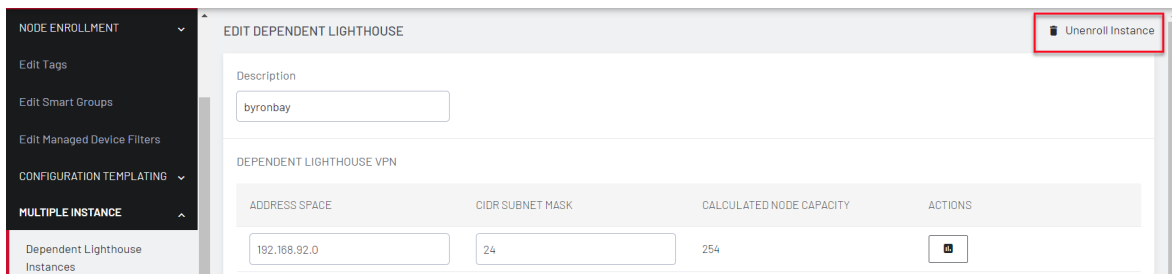 NODE ENROLLMENT
Edit Tags
Edit Smart Groups
Edit Managed Device Filters
CONFIGURATION TEMPLATING
MULTIPLE INSTANCE
Dependent Lighthouse
Instances
EDIT DEPENDENT LIGHTHOUSE
Unenroll Instance
Description
byronbay
DEPENDENT LIGHTHOUSE VPN
ADDRESS SPACE CIDR SUBNET MASK CALCULATED NODE CAPACITY ACTIONS
192.168.92.0 24 254